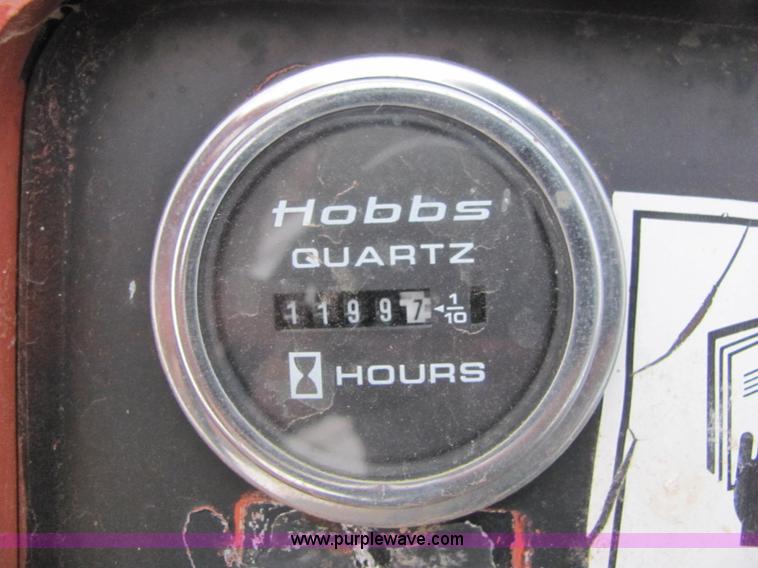 Hobbs
QUARTZ
11997 1/10
HOURS
www.purplewave.com